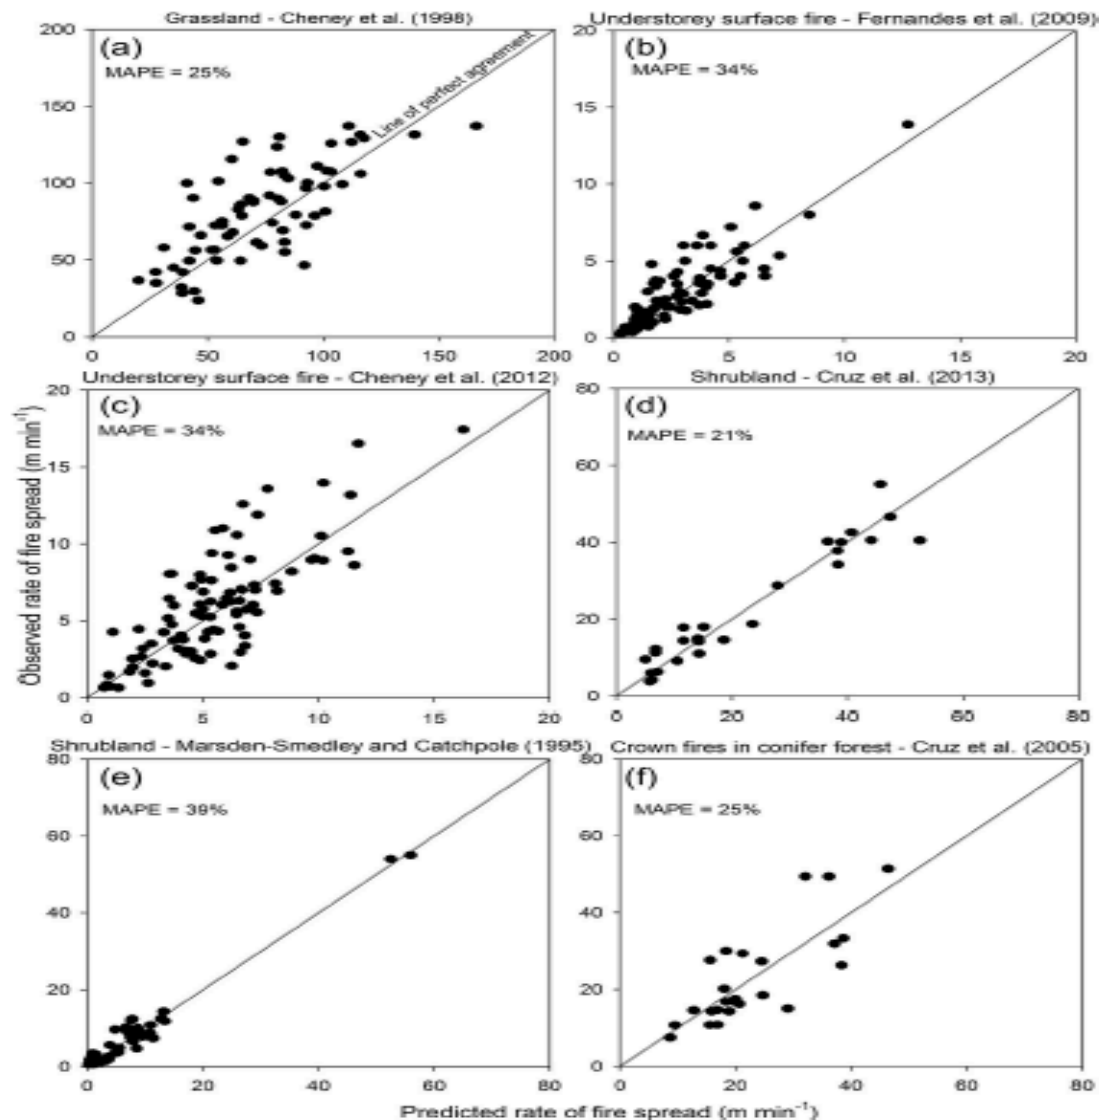 Grassland - Cheney et al. (1998)
Understorey surface fire - Fernandes et al. (2009)
200
(a)
MAPE = 25%
Line of perfect agreement
150
100
50
0
0 50 100 150 200
20
(b)
MAPE = 34%
15
10
5
0
0 5 10 15 20
Understorey surface fire - Cheney et al. (2012)
Shrubland - Cruz et al. (2013)
Observed rate of fire spread (m min-1)
20
(c)
MAPE = 34%
15
10
5
0
0 5 10 15 20
80
(d)
MAPE = 21%
60
40
20
0
0 20 40 60 80
Shrubland - Marsden-Smedley and Catchpole (1995)
Crown fires in conifer forest - Cruz et al. (2005)
80
(e)
MAPE = 39%
60
40
20
0
0 20 40 60 80
80
(f)
MAPE = 25%
60
40
20
0
0 20 40 60 80
Predicted rate of fire spread (m min-1)